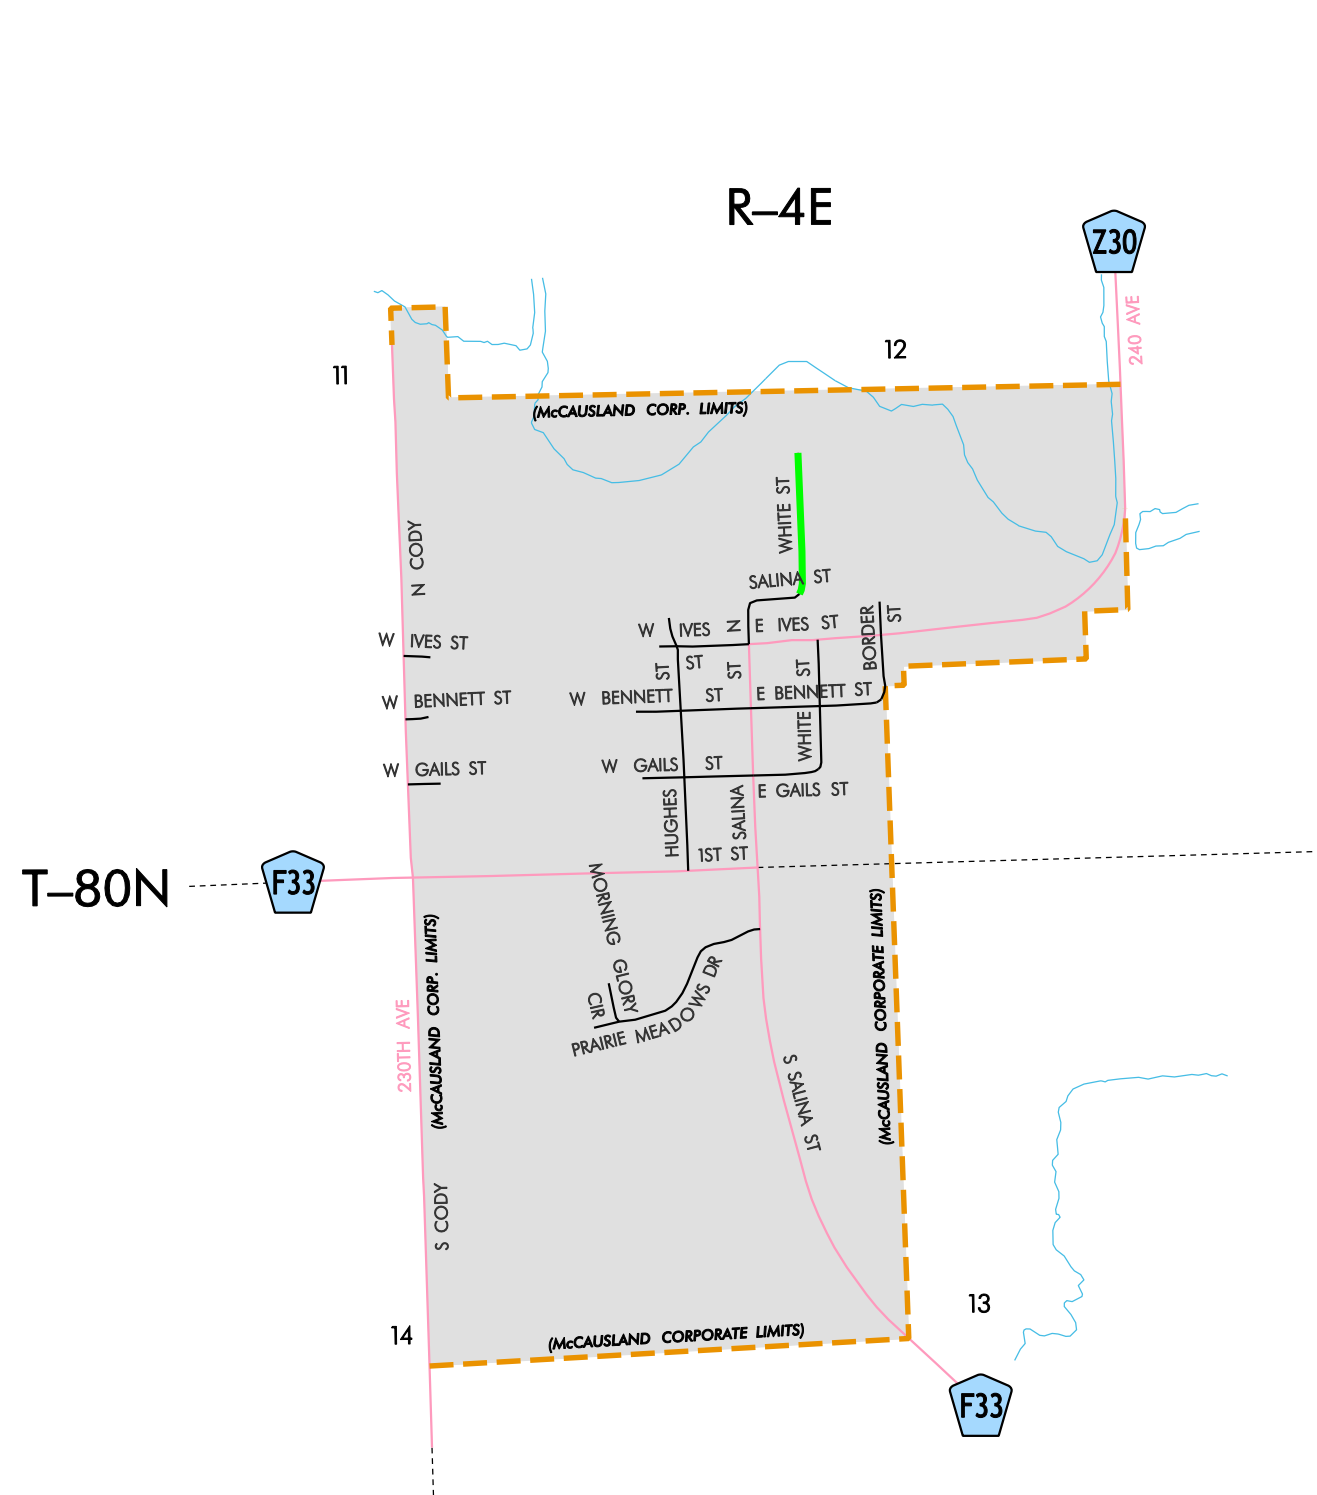 R–4E
Z30
240 AVE
12
11
(McCAUSLAND CORP. LIMITS)
WHITE ST
N CODY
SALINA ST
W IVES ST
W IVES ST
N SALINA ST
E IVES ST
BORDER ST
W BENNETT ST
W BENNETT ST
E BENNETT ST
WHITE ST
W GAILS ST
W GAILS ST
E GAILS ST
HUGHES ST
1ST ST
T–80N
F33
MORNING GLORY CIR
(McCAUSLAND CORP. LIMITS)
(McCAUSLAND CORPORATE LIMITS)
230TH AVE
PRAIRIE MEADOWS DR
S SALINA ST
S CODY
14
13
(McCAUSLAND CORPORATE LIMITS)
F33